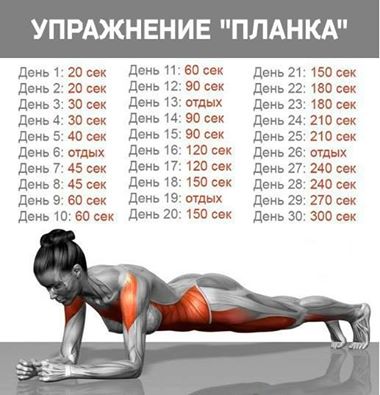 УПРАЖНЕНИЕ "ПЛАНКА"
День 1: 20 сек
День 2: 20 сек
День 3: 30 сек
День 4: 30 сек
День 5: 40 сек
День 6: отдых
День 7: 45 сек
День 8: 45 сек
День 9: 60 сек
День 10: 60 сек
День 11: 60 сек
День 12: 90 сек
День 13: отдых
День 14: 90 сек
День 15: 90 сек
День 16: 120 сек
День 17: 120 сек
День 18: 150 сек
День 19: отдых
День 20: 150 сек
День 21: 150 сек
День 22: 180 сек
День 23: 180 сек
День 24: 210 сек
День 25: 210 сек
День 26: отдых
День 27: 240 сек
День 28: 240 сек
День 29: 270 сек
День 30: 300 сек